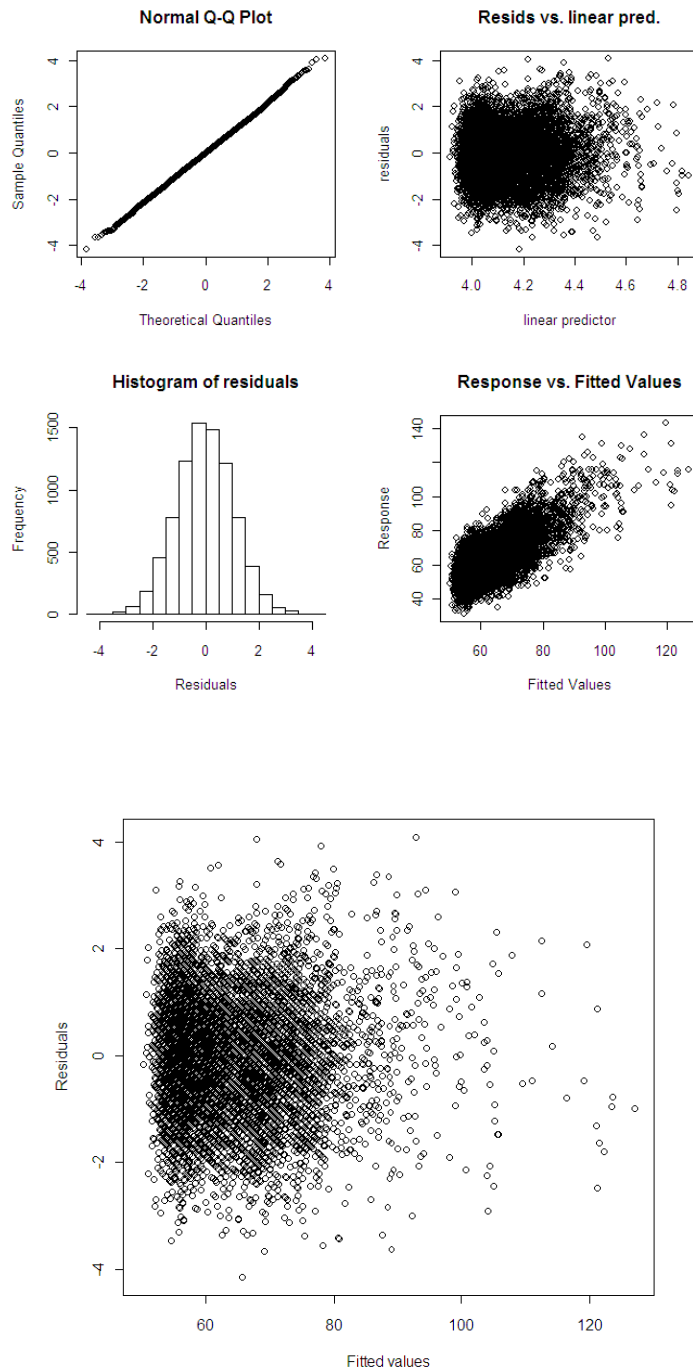 Normal Q-Q Plot
Sample Quantiles
4
2
0
-2
-4
-4 -2 0 2 4
Theoretical Quantiles
Resids vs. linear pred.
residuals
4
2
0
-2
-4
4.0 4.2 4.4 4.6 4.8
linear predictor
Histogram of residuals
Frequency
1500
1000
500
0
-4 -2 0 2 4
Residuals
Response vs. Fitted Values
Response
140
120
100
80
60
40
60 80 100 120
Fitted Values
Residuals
4
2
0
-2
-4
60 80 100 120
Fitted values